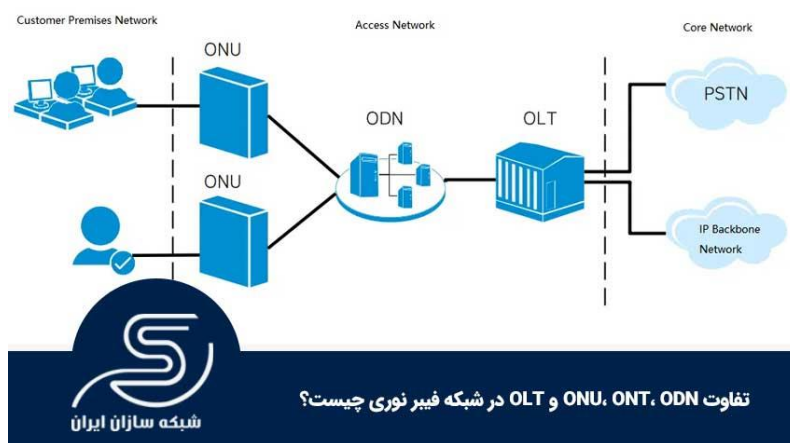 Customer Premises Network
Access Network
Core Network
ONU
ODN
OLT
PSTN
ONU
IP Backbone
Network
تفاوت ONU، ONT، ODN و OLT در شبکه فیبر نوری چیست؟
شبکه سازان ایران